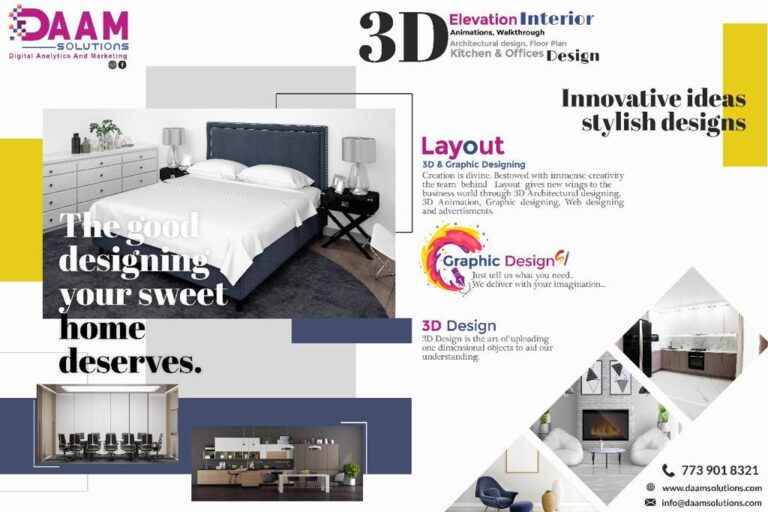 DAAM
SOLUTIONS
Digital Analytics And Marketing
3D
Elevation Interior
Animations, Walkthrough
Architectural design, Floor Plan
Kitchen & Offices Design
Innovative ideas
stylish designs
Layout
3D & Graphic Designing
Creation is divine. Bestowed with immense creativity
the team behind Layout gives new wings to the
business world through 3D Architectural designing,
3D Animation, Graphic designing, Web designing
and advertisments.
Graphic Design
Just tell us what you need..
We deliver with your imagination...
3D Design
3D Design is the art of uploading
one dimensional objects to aid our
understanding.
The good
designing
your sweet
home
deserves.
773 901 8321
www.daamsolutions.com
info@daamsolutions.com